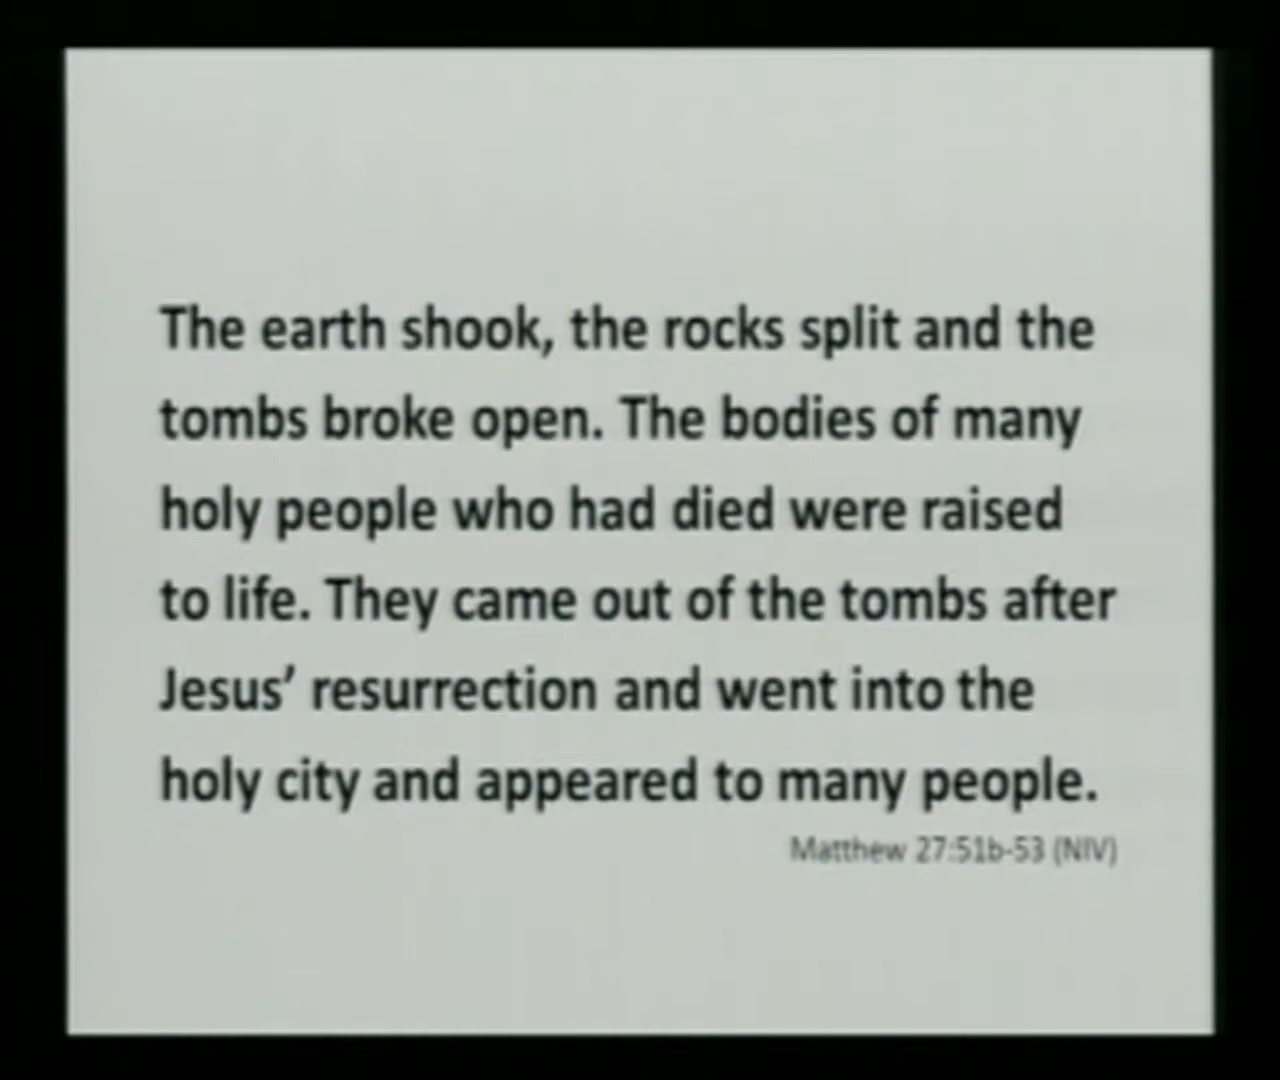 The earth shook, the rocks split and the
tombs broke open. The bodies of many
holy people who had died were raised
to life. They came out of the tombs after
Jesus’ resurrection and went into the
holy city and appeared to many people.
Matthew 27:51b-53 (NIV)